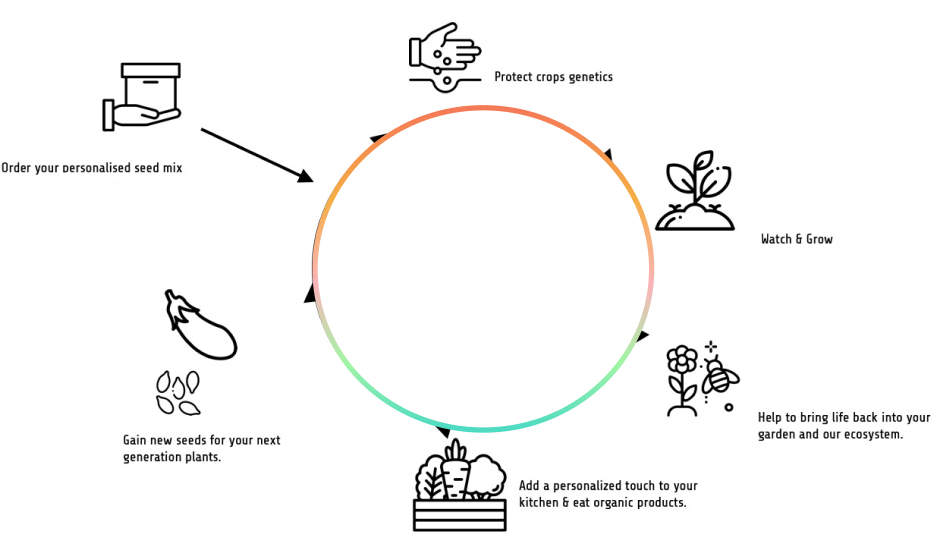 Protect crops genetics
Order your personalised seed mix
Watch & Grow
Help to bring life back into your
garden and our ecosystem.
Gain new seeds for your next
generation plants.
Add a personalized touch to your
kitchen & eat organic products.